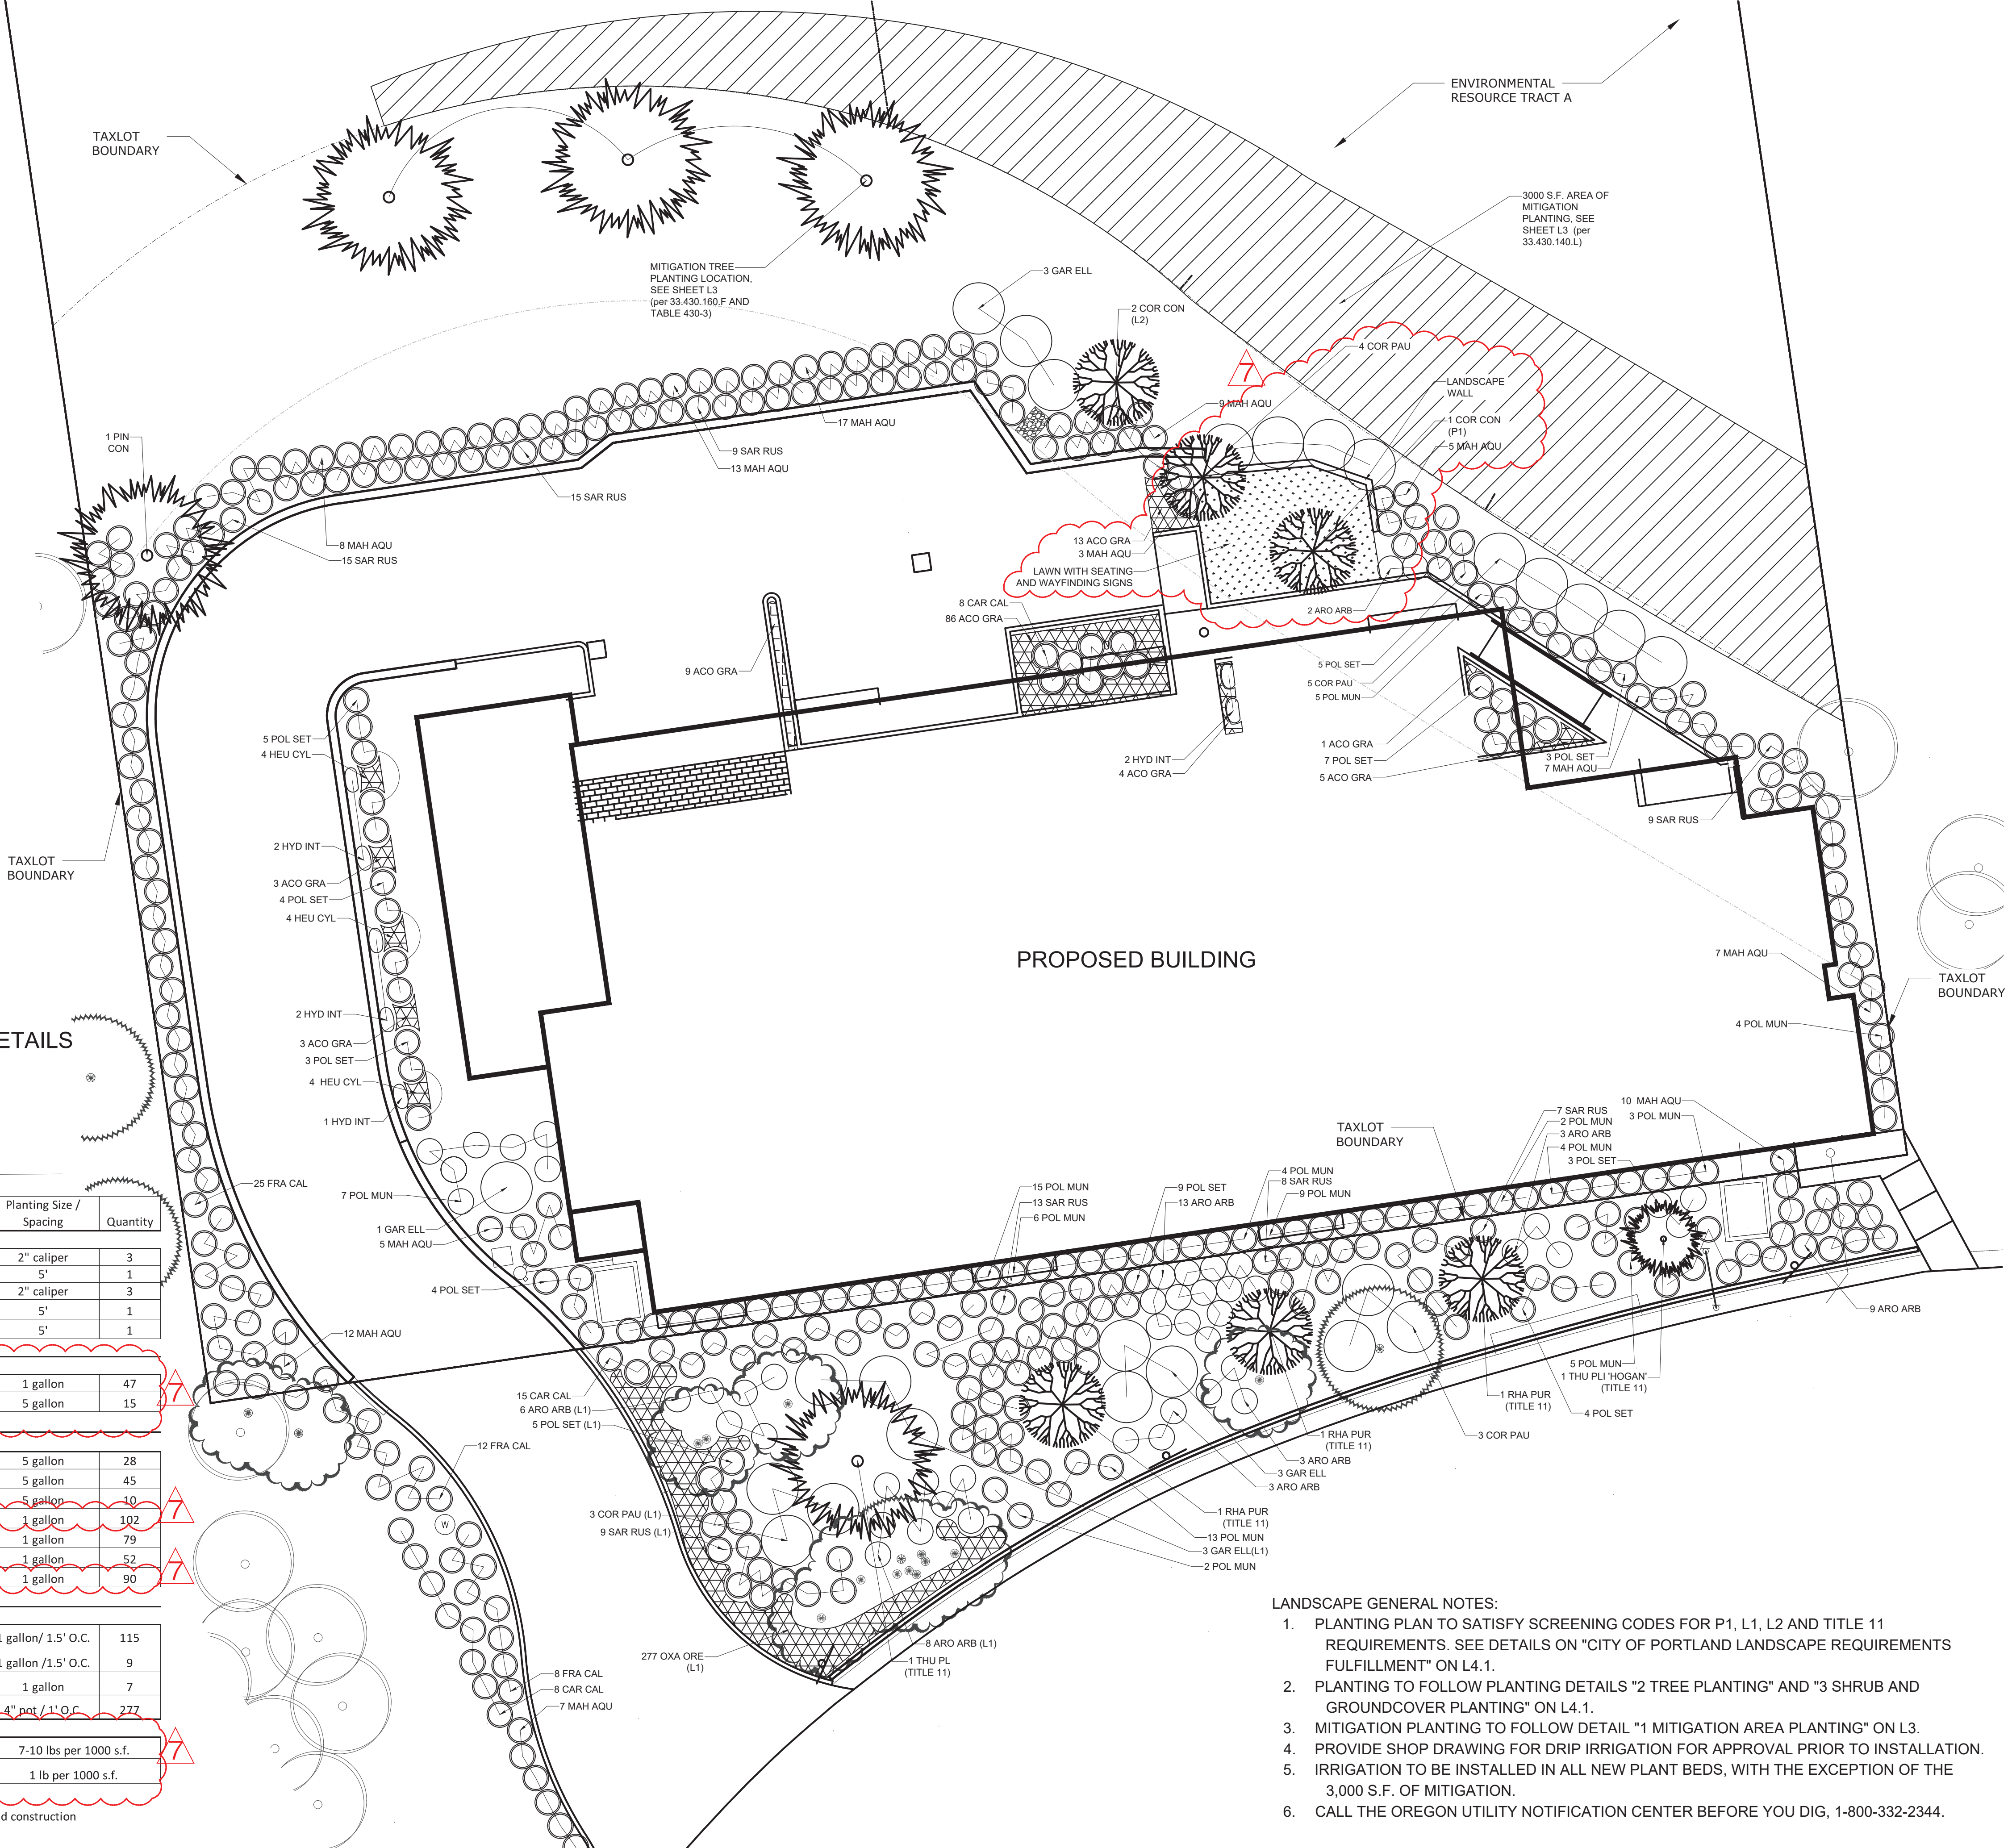 TAXLOT
BOUNDARY
ENVIRONMENTAL
RESOURCE TRACT A
3000 S.F. AREA OF
MITIGATION
PLANTING, SEE
SHEET L3  (per
33.430.140.L)
MITIGATION TREE
PLANTING LOCATION,
SEE SHEET L3
(per 33.430.160.F AND
TABLE 430-3)
3 GAR ELL
2 COR CON
(L2)
4 COR PAU
7
LANDSCAPE
WALL
9 MAH AQU
1 COR CON
(P1)
5 MAH AQU
17 MAH AQU
1 PIN
CON
9 SAR RUS
13 MAH AQU
15 SAR RUS
8 MAH AQU
15 SAR RUS
13 ACO GRA
3 MAH AQU
LAWN WITH SEATING
AND WAYFINDING SIGNS
8 CAR CAL
86 ACO GRA
2 ARO ARB
9 ACO GRA
5 POL SET
5 COR PAU
5 POL MUN
5 POL SET
4 HEU CYL
2 HYD INT
4 ACO GRA
1 ACO GRA
7 POL SET
5 ACO GRA
3 POL SET
7 MAH AQU
9 SAR RUS
2 HYD INT
3 ACO GRA
4 POL SET
4 HEU CYL
TAXLOT
BOUNDARY
PROPOSED BUILDING
7 MAH AQU
TAXLOT
BOUNDARY
4 POL MUN
2 HYD INT
3 ACO GRA
3 POL SET
4  HEU CYL
1 HYD INT
ETAILS
10  MAH AQU
3 POL MUN
7 SAR RUS
2 POL MUN
3 ARO ARB
4 POL MUN
3 POL SET
TAXLOT
BOUNDARY
25 FRA CAL
7 POL MUN
1 GAR ELL
5 MAH AQU
4 POL SET
15 POL MUN
13 SAR RUS
6 POL MUN
9 POL SET
13 ARO ARB
4 POL MUN
8 SAR RUS
9 POL MUN
Planting Size /
Spacing Quantity
2" caliper 3
5' 1
2" caliper 3
5' 1
5' 1
1 gallon 47
5 gallon 15
7
5 gallon 28
5 gallon 45
5 gallon 10
1 gallon 102
7
1 gallon 79
1 gallon 52
1 gallon 90
7
1 gallon/ 1.5' O.C. 115
1 gallon /1.5' O.C. 9
1 gallon 7
4" pot / 1' O.C. 277
7-10 lbs per 1000 s.f.
7
1 lb per 1000 s.f.
d construction
12 MAH AQU
12 FRA CAL
W
15 CAR CAL
6 ARO ARB (L1)
5 POL SET (L1)
3 COR PAU (L1)
9 SAR RUS (L1)
277 OXA ORE
(L1)
8 FRA CAL
8 CAR CAL
7 MAH AQU
8 ARO ARB (L1)
1 THU PL
(TITLE 11)
9 ARO ARB
5 POL MUN
1 THU PLI 'HOGAN'
(TITLE 11)
4 POL SET
1 RHA PUR
(TITLE 11)
3 COR PAU
1 RHA PUR
(TITLE 11)
3 ARO ARB
3 GAR ELL
3 ARO ARB
1 RHA PUR
(TITLE 11)
13 POL MUN
3 GAR ELL(L1)
2 POL MUN
LANDSCAPE GENERAL NOTES:
1. PLANTING PLAN TO SATISFY SCREENING CODES FOR P1, L1, L2 AND TITLE 11
REQUIREMENTS. SEE DETAILS ON "CITY OF PORTLAND LANDSCAPE REQUIREMENTS
FULFILLMENT" ON L4.1.
2. PLANTING TO FOLLOW PLANTING DETAILS "2 TREE PLANTING" AND "3 SHRUB AND
GROUNDCOVER PLANTING" ON L4.1.
3. MITIGATION PLANTING TO FOLLOW DETAIL "1 MITIGATION AREA PLANTING" ON L3.
4. PROVIDE SHOP DRAWING FOR DRIP IRRIGATION FOR APPROVAL PRIOR TO INSTALLATION.
5. IRRIGATION TO BE INSTALLED IN ALL NEW PLANT BEDS, WITH THE EXCEPTION OF THE
3,000 S.F. OF MITIGATION.
6. CALL THE OREGON UTILITY NOTIFICATION CENTER BEFORE YOU DIG, 1-800-332-2344.